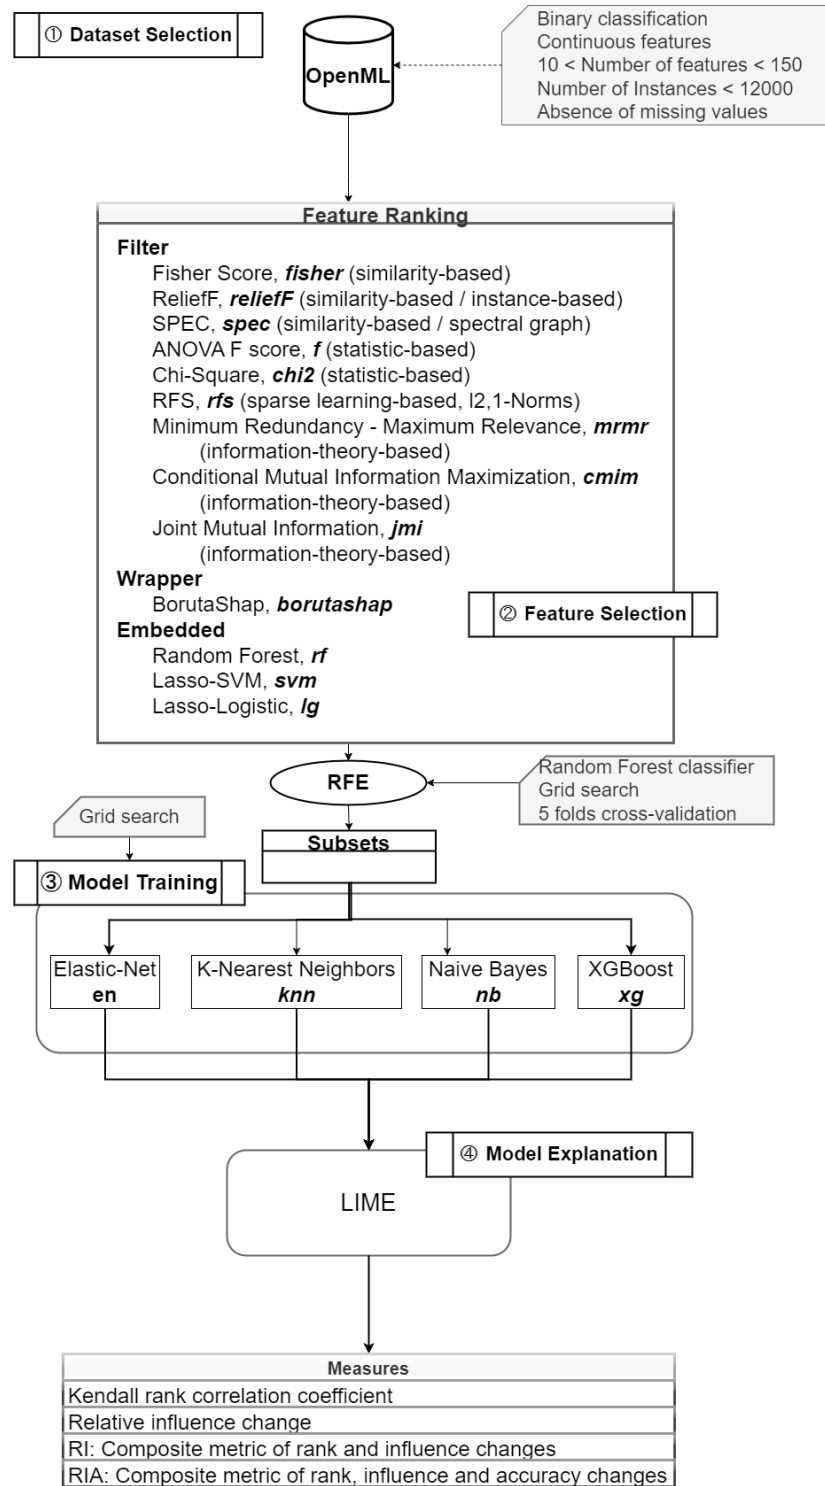 ① Dataset Selection
OpenML
Binary classification
Continuous features
10 < Number of features < 150
Number of Instances < 12000
Absence of missing values
Feature Ranking
Filter
Fisher Score, fisher (similarity-based)
ReliefF, reliefF (similarity-based / instance-based)
SPEC, spec (similarity-based / spectral graph)
ANOVA F score, f (statistic-based)
Chi-Square, chi2 (statistic-based)
RFS, rfs (sparse learning-based, l2,1-Norms)
Minimum Redundancy - Maximum Relevance, mrmr
(information-theory-based)
Conditional Mutual Information Maximization, cmim
(information-theory-based)
Joint Mutual Information, jmi
(information-theory-based)
Wrapper
BorutaShap, borutashap
② Feature Selection
Embedded
Random Forest, rf
Lasso-SVM, svm
Lasso-Logistic, lg
RFE
Random Forest classifier
Grid search
5 folds cross-validation
Grid search
Subsets
③ Model Training
Elastic-Net
en
K-Nearest Neighbors
knn
Naive Bayes
nb
XGBoost
xg
④ Model Explanation
LIME
Measures
Kendall rank correlation coefficient
Relative influence change
RI: Composite metric of rank and influence changes
RIA: Composite metric of rank, influence and accuracy changes